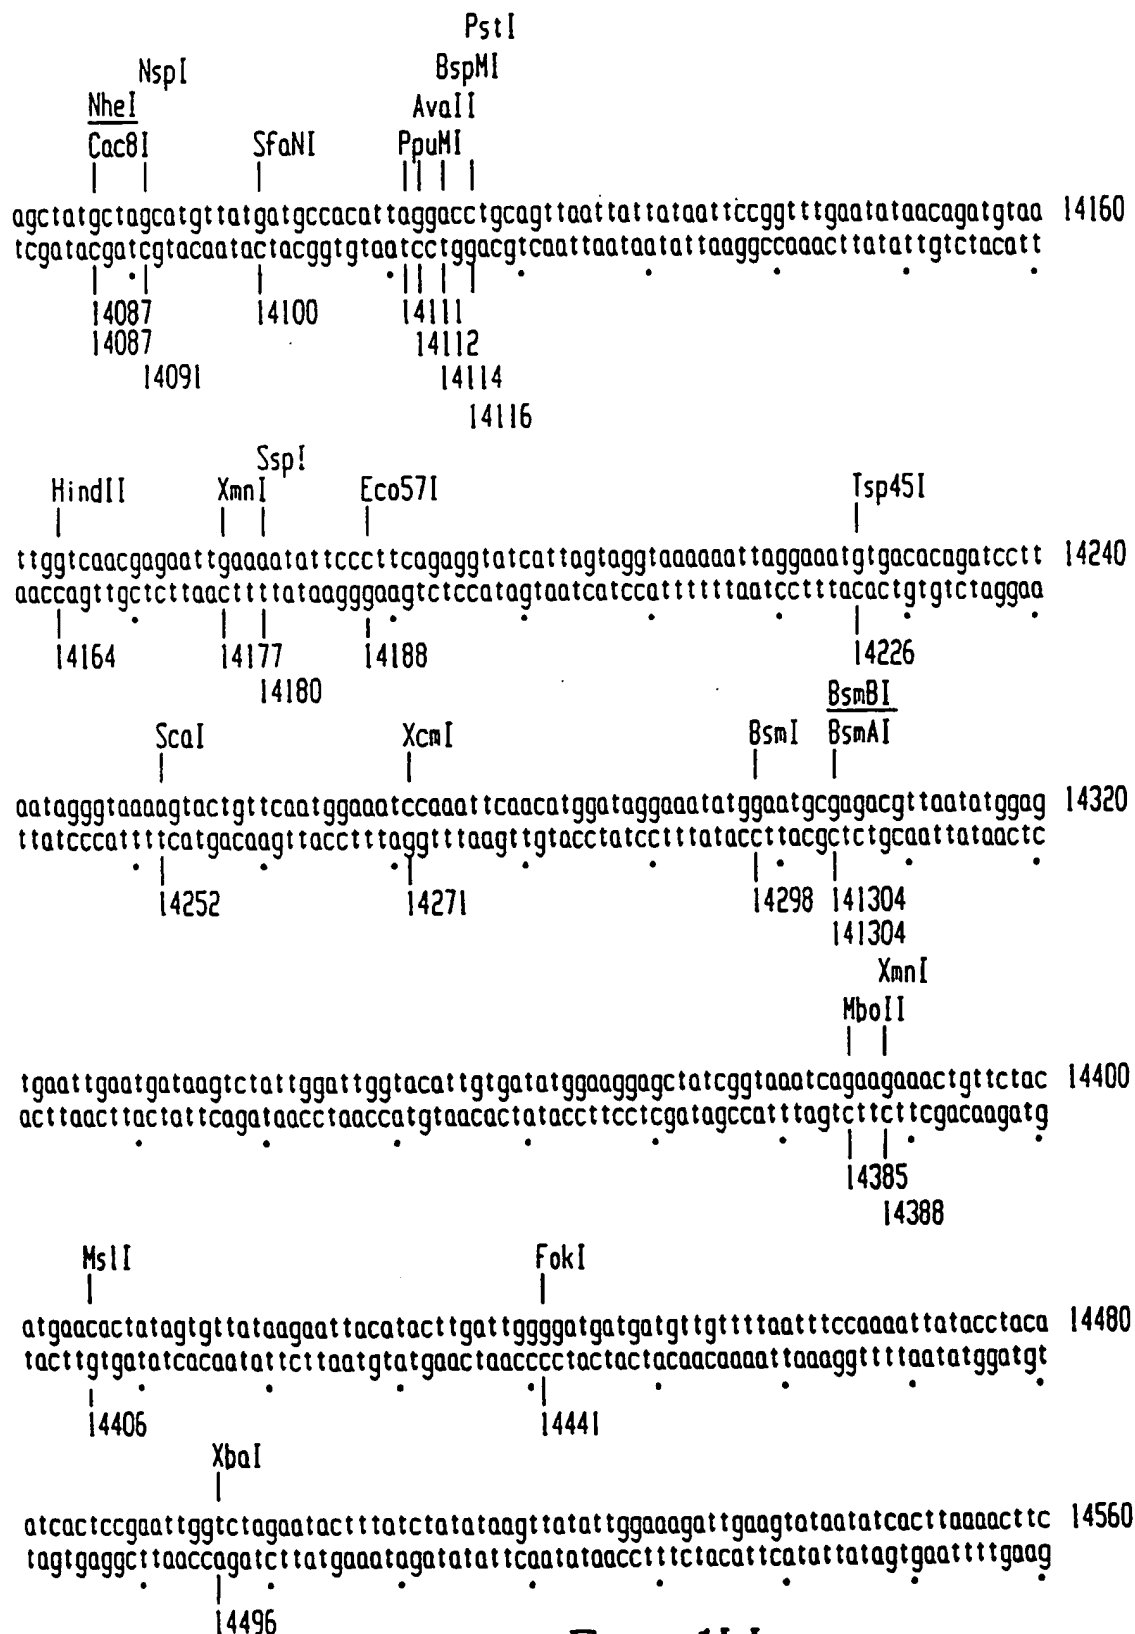 PstI
NspI BspMI
NheI AvaII
Cac8I SfaNI PpuMI
agctatgctagcatgttatgatgccacattaggacctgcagttaattattataattccggtttgaatataacagatgtaa 14160
tcgatacgatcgtacaatactacggtgtaatcctggacgtcaattaataatattaaggccaaacttatattgtctacatt
14087 14100 14111
14087 14112
14091 14114
14116
SspI
HindII XmnI Eco57I Tsp45I
ttggtcaacgagaattgaaaatattcccttcagaggtatcattagtaggtaaaaaattaggaaatgtgacacagatcctt 14240
aaccagttgctcttaacttttataagggaagtctccatagtaatcatccattttttaatcctttacactgtgtctaggaa
14164 14177 14188 14226
14180
BsmBI
ScaI XcmI BsmI BsmAI
aatagggtaaaagtactgttcaatggaaatccaaattcaacatggataggaaatatggaatgcgagacgttaatatggag 14320
ttatcccattttcatgacaagttacctttaggtttaagttgtacctatcctttataccttacgctctgcaattataactc
14252 14271 14298 141304
141304
XmnI
MboII
tgaattgaatgataagtctattggattggtacattgtgatatggaaggagctatcggtaaatcagaagaaactgttctac 14400
acttaacttactattcagataacctaaccatgtaacactataccttcctcgatagccatttagtcttcttcgacaagatg
14385
14388
MslI FokI
atgaacactatagtgttataagaattacatacttgattggggatgatgatgttgttttaatttccaaaattatacctaca 14480
tacttgtgatatcacaatattcttaatgtatgaactaacccctactactacaacaaaattaaaggttttaatatggatgt
14406 14441
XbaI
atcactccgaattggtctagaatactttatctatataagttatattggaaagattgaagtataatatcacttaaaacttc 14560
tagtgaggcttaaccagatcttatgaaatagatatattcaatataacctttctacattcatattatagtgaattttgaag
14496